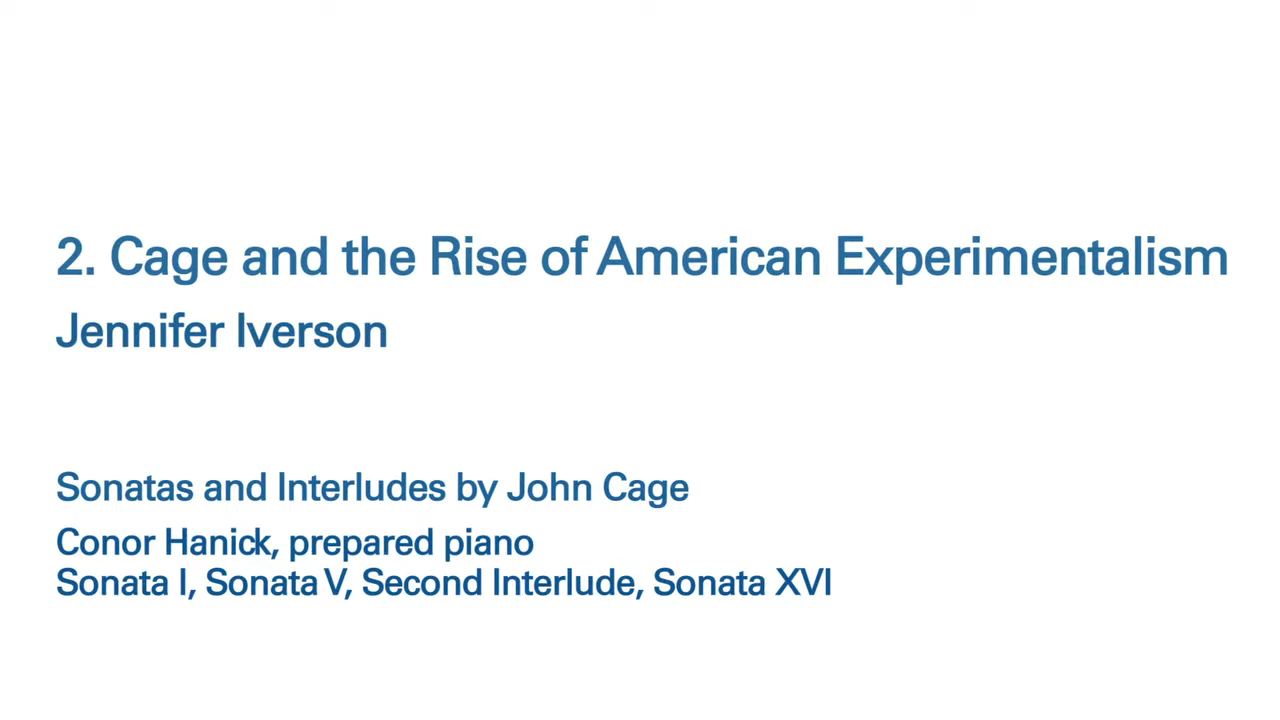 2. Cage and the Rise of American Experimentalism
Jennifer Iverson
Sonatas and Interludes by John Cage
Conor Hanick, prepared piano
Sonata I, Sonata V, Second Interlude, Sonata XVI